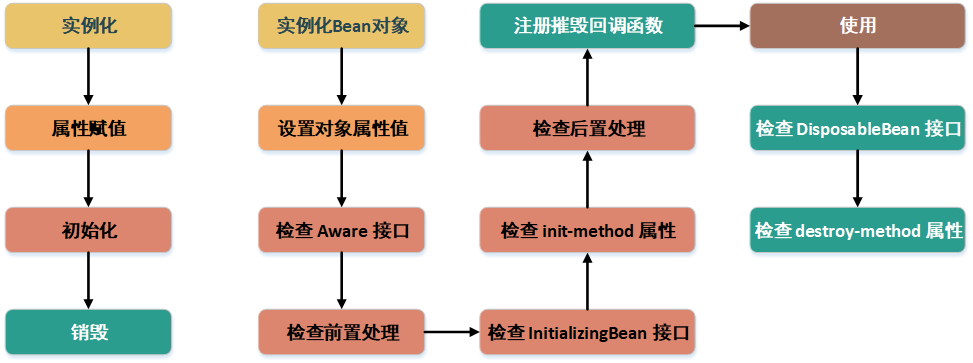 实例化
属性赋值
初始化
销毁
实例化Bean对象
设置对象属性值
检查 Aware 接口
检查前置处理
检查 InitializingBean 接口
检查 init-method 属性
检查后置处理
注册摧毁回调函数
使用
检查 DisposableBean 接口
检查 destroy-method 属性